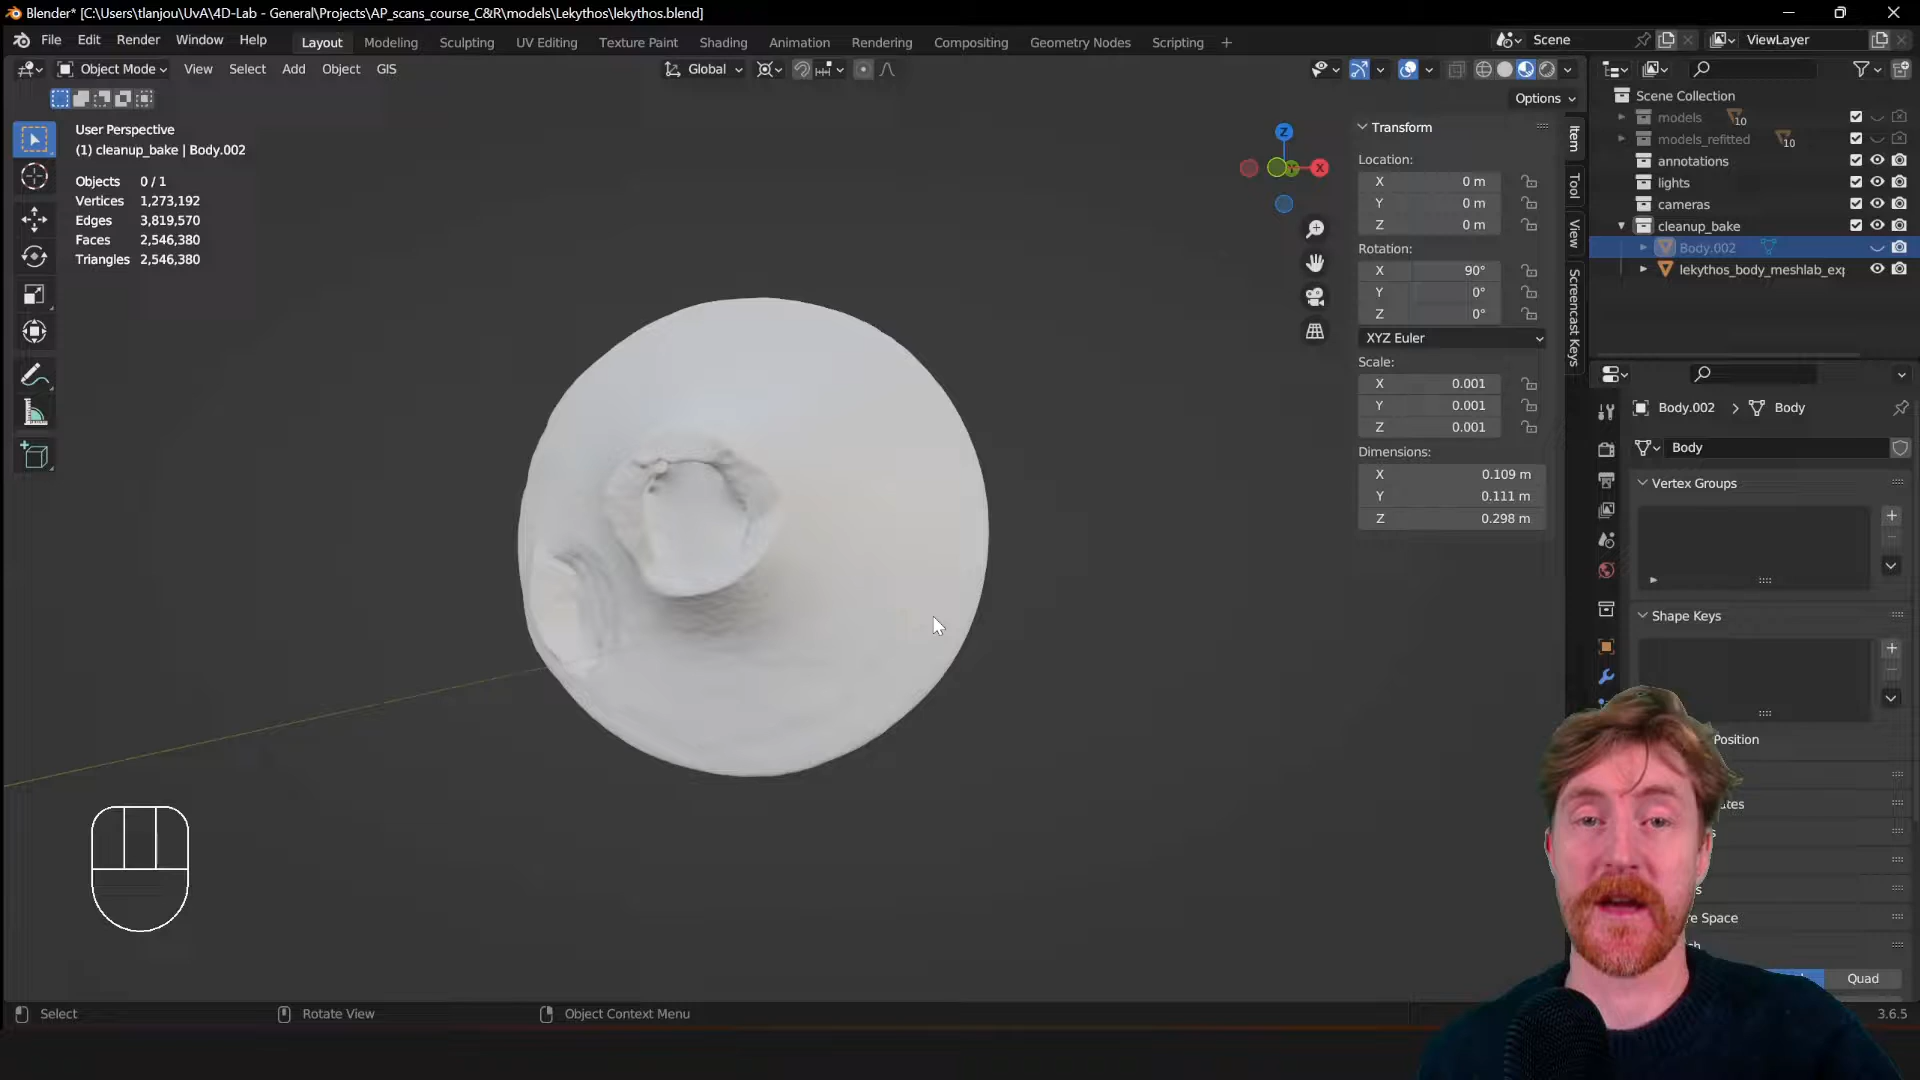 Blender* [C:\Users\tlanjou\UvA\4D-Lab - General\Projects\AP_scans_course_C&R\models\Lekythos\lekythos.blend]
File Edit Render Window Help
Layout Modeling Sculpting UV Editing Texture Paint Shading Animation Rendering Compositing Geometry Nodes Scripting +
Scene
ViewLayer
Object Mode View Select Add Object GIS
Global
Options
User Perspective
(1) cleanup_bake | Body.002
Objects 0 / 1
Vertices 1,273,192
Edges 3,819,570
Faces 2,546,380
Triangles 2,546,380
Z
X
Transform
Location:
X 0 m
Y 0 m
Z 0 m
Rotation:
X 90°
Y 0°
Z 0°
XYZ Euler
Scale:
X 0.001
Y 0.001
Z 0.001
Dimensions:
X 0.109 m
Y 0.111 m
Z 0.298 m
Item
Tool
View
Screencast Keys
Scene Collection
models 10
models_refitted 10
annotations
lights
cameras
cleanup_bake
Body.002
lekythos_body_meshlab_exp
Body.002 > Body
Body
Vertex Groups
Shape Keys
Position
Space
Quad
Select
Rotate View
Object Context Menu
3.6.5